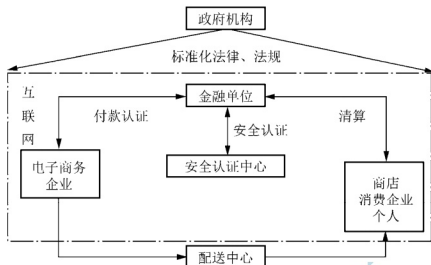 政府机构
标准化法律、法规
互
联
网
金融单位
付款认证
清算
安全认证
安全认证中心
电子商务
企业
商店
消费企业
个人
配送中心